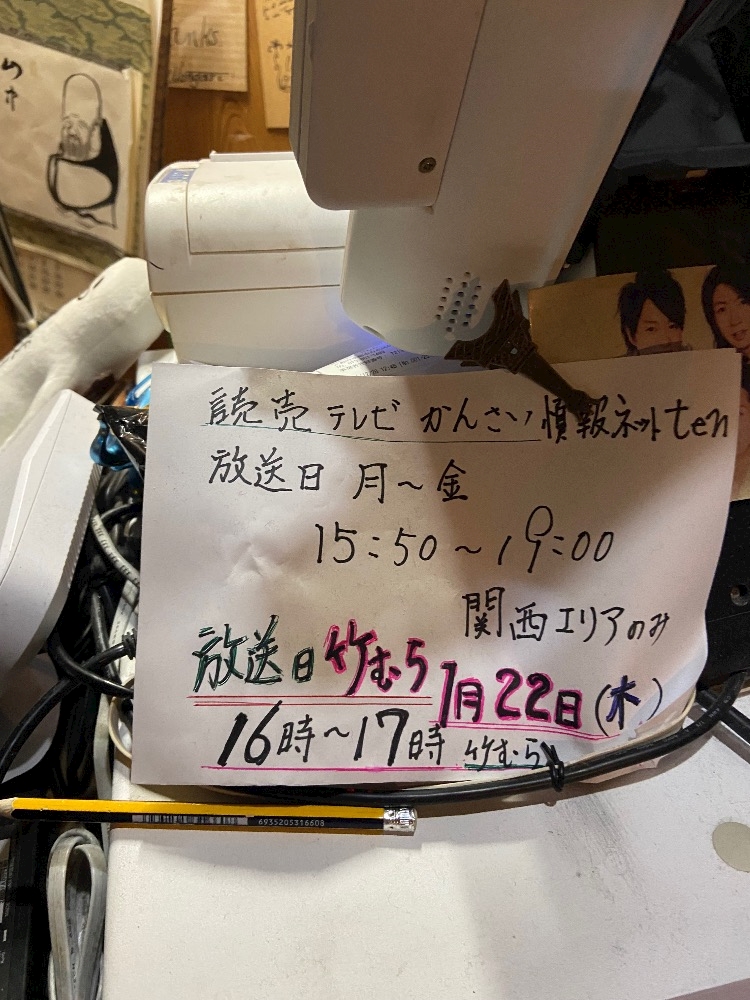 anks
読売テレビ かんさい情報ネットten
放送日 月～金
15:50～19:00
関西エリアのみ
放送日 竹むら 1月22日(木)
16時～17時 竹むら
6935205316608